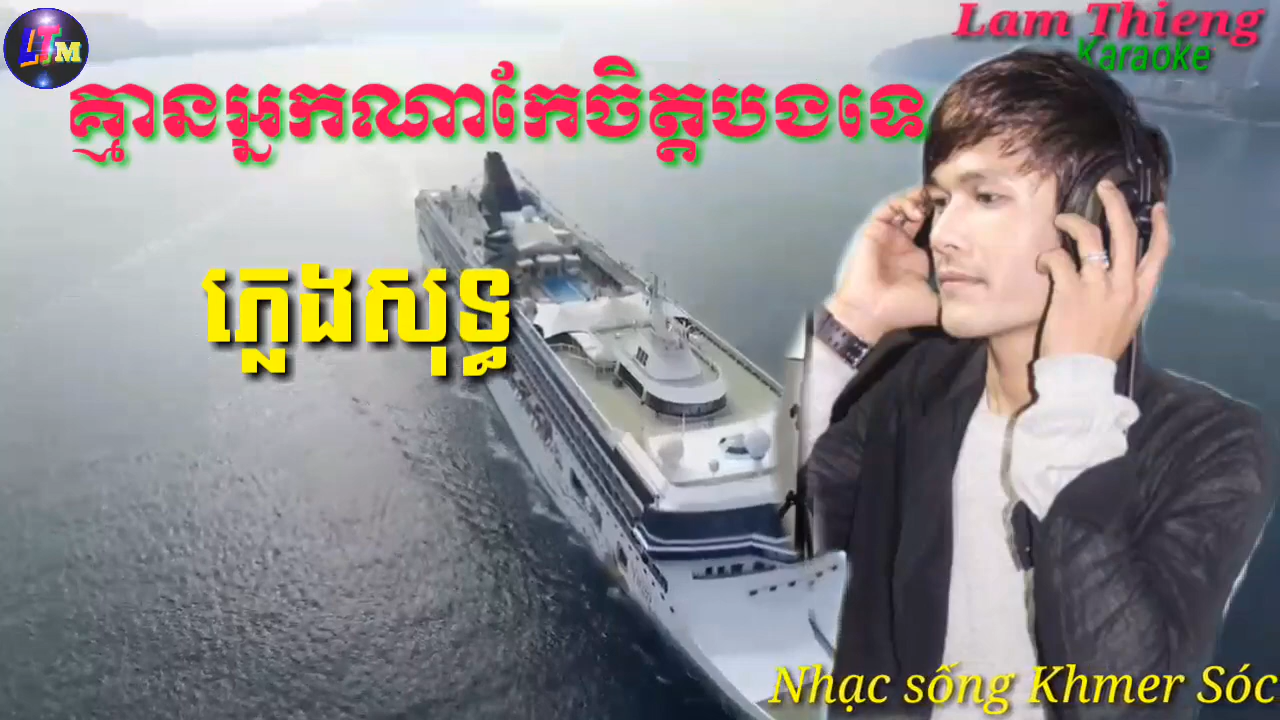 LTM
Lam Thieng
Karaoke
គ្មានអ្នកណាកែចិត្តបងទេ
ភ្លេងសុទ្ធ
Nhạc sống Khmer Sóc